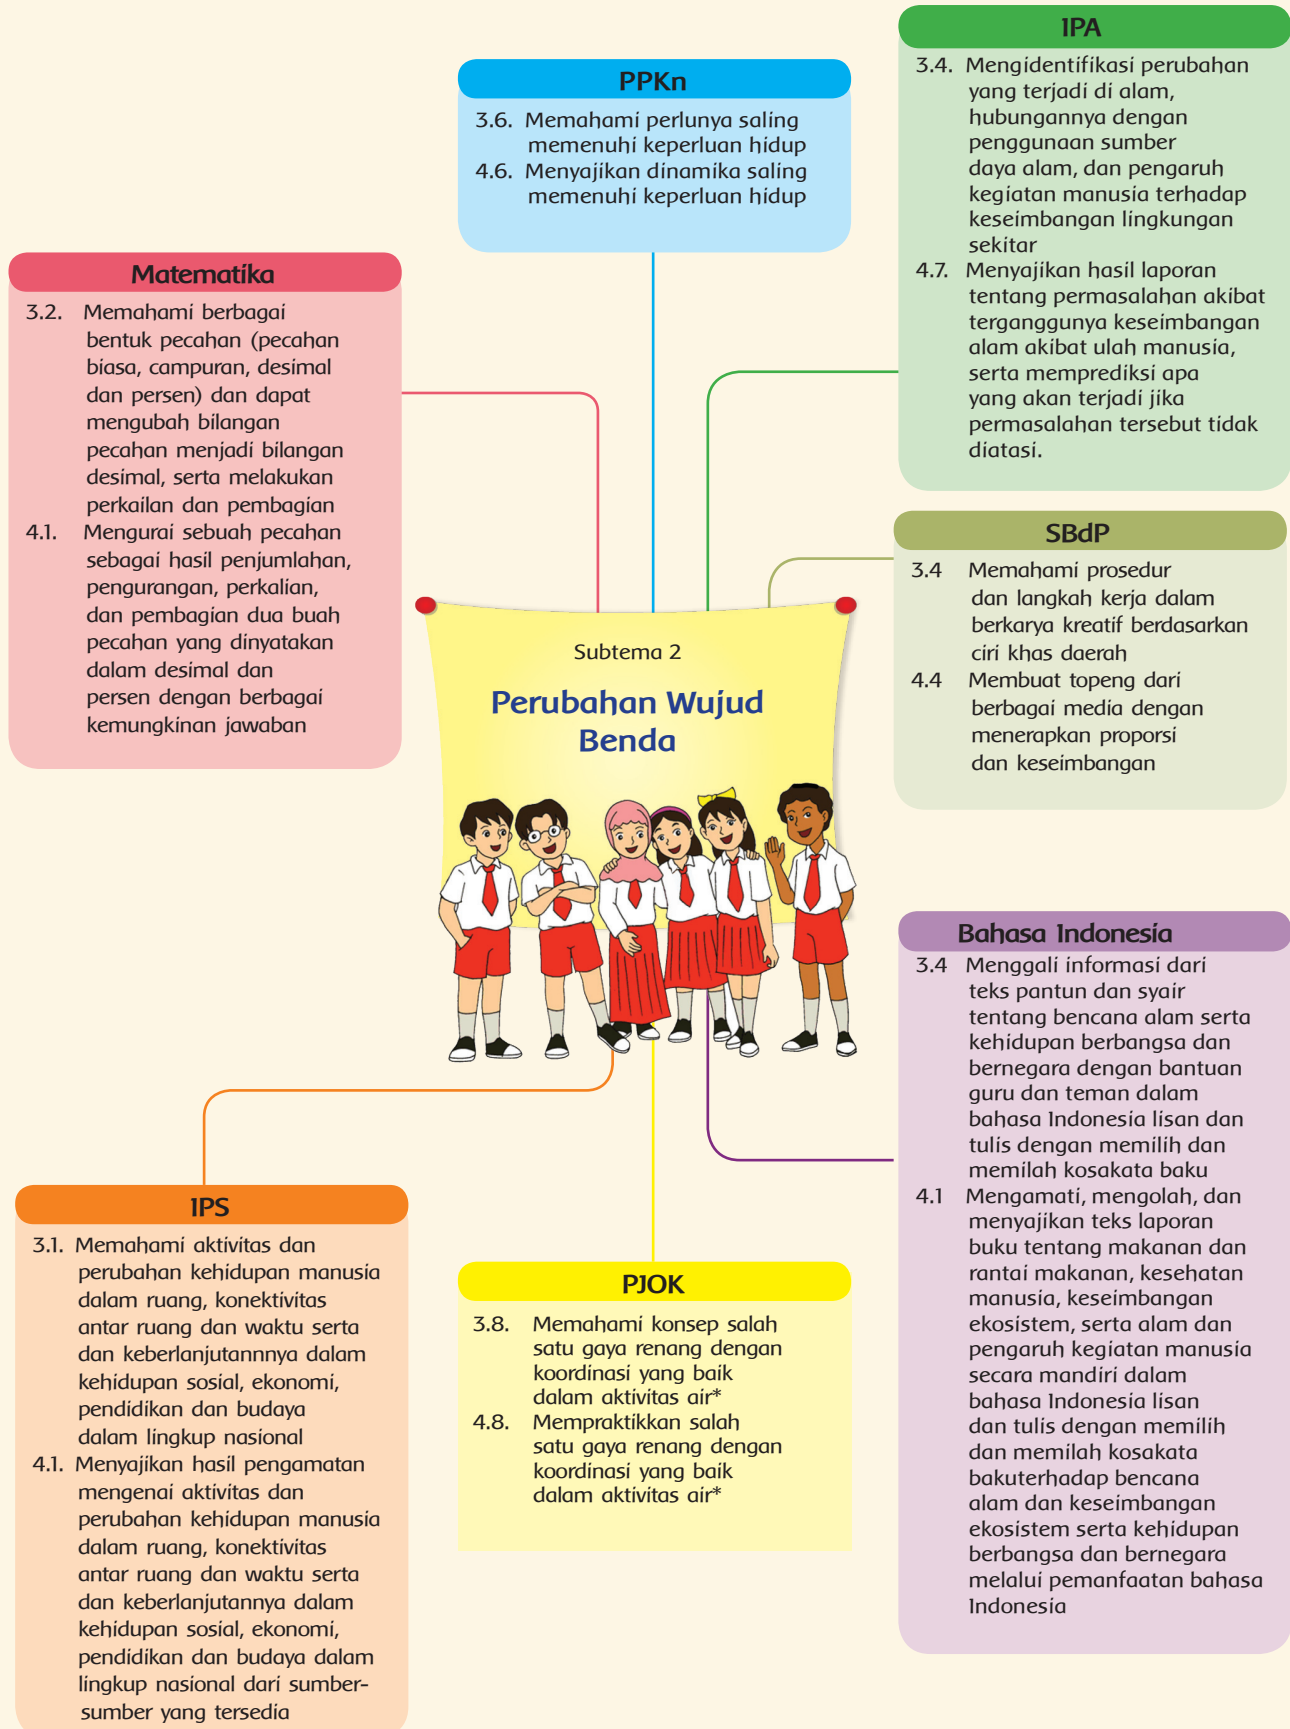 PPKn
3.6. Memahami perlunya saling
memenuhi keperluan hidup
4.6. Menyajikan dinamika saling
memenuhi keperluan hidup
IPA
3.4. Mengidentifikasi perubahan
yang terjadi di alam,
hubungannya dengan
penggunaan sumber
daya alam, dan pengaruh
kegiatan manusia terhadap
keseimbangan lingkungan
sekitar
4.7. Menyajikan hasil laporan
tentang permasalahan akibat
terganggunya keseimbangan
alam akibat ulah manusia,
serta memprediksi apa
yang akan terjadi jika
permasalahan tersebut tidak
diatasi.
Matematika
3.2. Memahami berbagai
bentuk pecahan (pecahan
biasa, campuran, desimal
dan persen) dan dapat
mengubah bilangan
pecahan menjadi bilangan
desimal, serta melakukan
perkailan dan pembagian
4.1. Mengurai sebuah pecahan
sebagai hasil penjumlahan,
pengurangan, perkalian,
dan pembagian dua buah
pecahan yang dinyatakan
dalam desimal dan
persen dengan berbagai
kemungkinan jawaban
SBdP
3.4 Memahami prosedur
dan langkah kerja dalam
berkarya kreatif berdasarkan
ciri khas daerah
4.4 Membuat topeng dari
berbagai media dengan
menerapkan proporsi
dan keseimbangan
Subtema 2
Perubahan Wujud
Benda
Bahasa Indonesia
3.4 Menggali informasi dari
teks pantun dan syair
tentang bencana alam serta
kehidupan berbangsa dan
bernegara dengan bantuan
guru dan teman dalam
bahasa Indonesia lisan dan
tulis dengan memilih dan
memilah kosakata baku
4.1 Mengamati, mengolah, dan
menyajikan teks laporan
buku tentang makanan dan
rantai makanan, kesehatan
manusia, keseimbangan
ekosistem, serta alam dan
pengaruh kegiatan manusia
secara mandiri dalam
bahasa Indonesia lisan
dan tulis dengan memilih
dan memilah kosakata
bakuterhadap bencana
alam dan keseimbangan
ekosistem serta kehidupan
berbangsa dan bernegara
melalui pemanfaatan bahasa
Indonesia
IPS
3.1. Memahami aktivitas dan
perubahan kehidupan manusia
dalam ruang, konektivitas
antar ruang dan waktu serta
dan keberlanjutannnya dalam
kehidupan sosial, ekonomi,
pendidikan dan budaya
dalam lingkup nasional
4.1. Menyajikan hasil pengamatan
mengenai aktivitas dan
perubahan kehidupan manusia
dalam ruang, konektivitas
antar ruang dan waktu serta
dan keberlanjutannya dalam
kehidupan sosial, ekonomi,
pendidikan dan budaya dalam
lingkup nasional dari sumber-
sumber yang tersedia
PJOK
3.8. Memahami konsep salah
satu gaya renang dengan
koordinasi yang baik
dalam aktivitas air*
4.8. Mempraktikkan salah
satu gaya renang dengan
koordinasi yang baik
dalam aktivitas air*